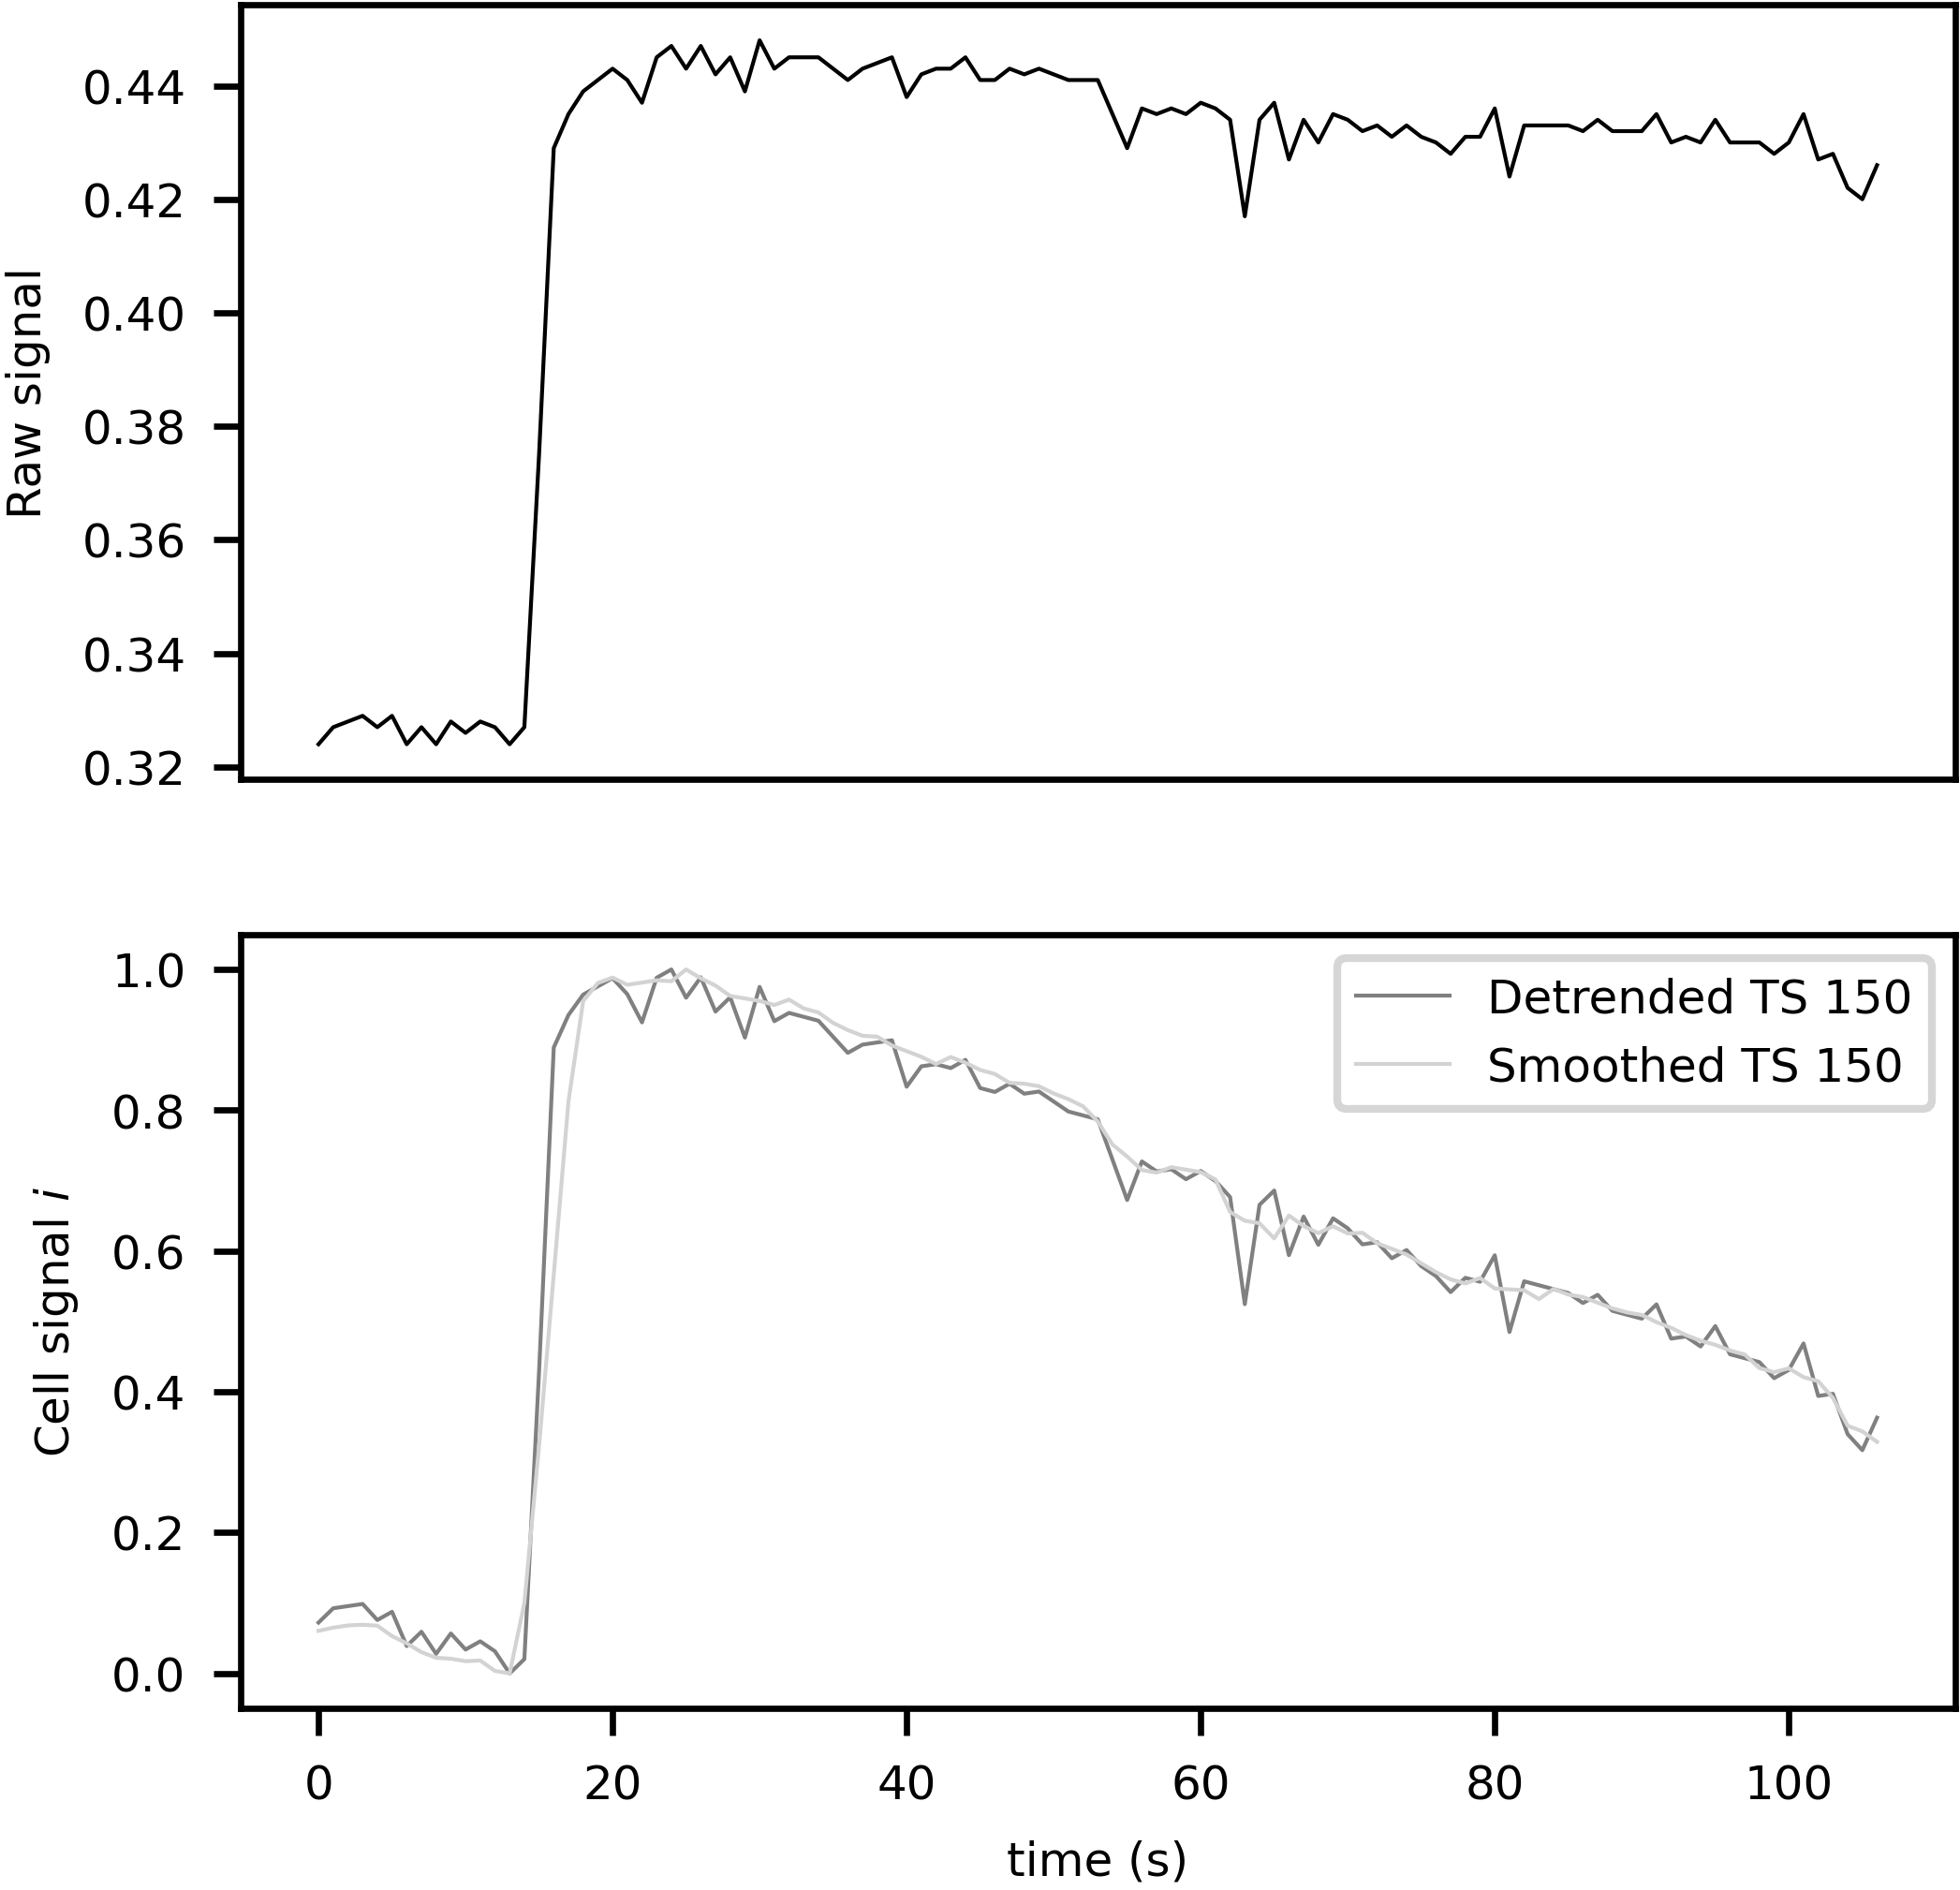 Raw signal
0.44
0.42
0.40
0.38
0.36
0.34
0.32
Cell signal i
1.0
0.8
0.6
0.4
0.2
0.0
Detrended TS 150
Smoothed TS 150
0 20 40 60 80 100
time (s)